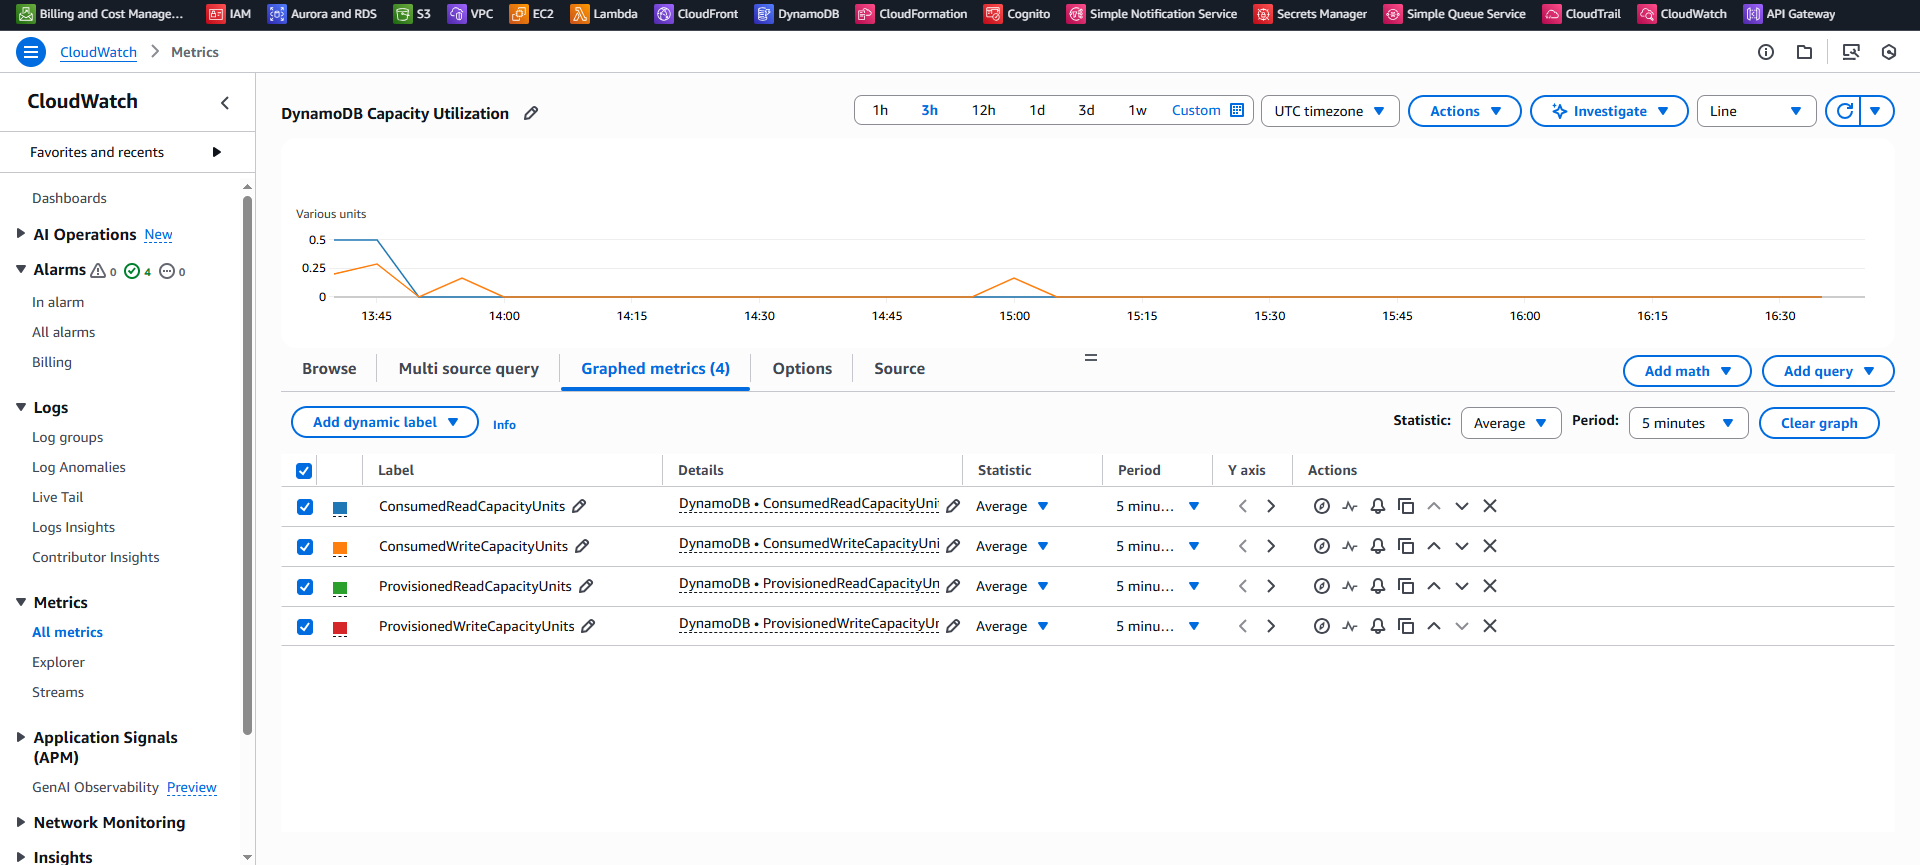 Billing and Cost Manage... IAM Aurora and RDS S3 VPC EC2 Lambda CloudFront DynamoDB CloudFormation Cognito Simple Notification Service Secrets Manager Simple Queue Service CloudTrail CloudWatch API Gateway
CloudWatch Metrics
CloudWatch
Favorites and recents
Dashboards
AI Operations New
Alarms 0 4 0
In alarm
All alarms
Billing
Logs
Log groups
Log Anomalies
Live Tail
Logs Insights
Contributor Insights
Metrics
All metrics
Explorer
Streams
Application Signals
(APM)
GenAI Observability Preview
Network Monitoring
Insights
DynamoDB Capacity Utilization
1h 3h 12h 1d 3d 1w Custom UTC timezone Actions Investigate Line
Various units
0.5
0.25
0
13:45 14:00 14:15 14:30 14:45 15:00 15:15 15:30 15:45 16:00 16:15 16:30
Browse Multi source query Graphed metrics (4) Options Source Add math Add query
Add dynamic label Info Statistic: Average Period: 5 minutes Clear graph
Label Details Statistic Period Y axis Actions
ConsumedReadCapacityUnits DynamoDB • ConsumedReadCapacityUni Average 5 minu...
ConsumedWriteCapacityUnits DynamoDB • ConsumedWriteCapacityUni Average 5 minu...
ProvisionedReadCapacityUnits DynamoDB • ProvisionedReadCapacityUn Average 5 minu...
ProvisionedWriteCapacityUnits DynamoDB • ProvisionedWriteCapacityUr Average 5 minu...